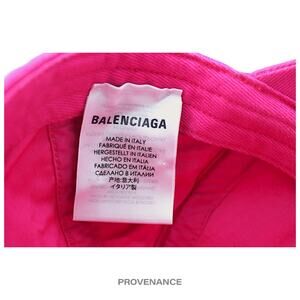 BALENCIAGA
MADE IN ITALY
FABRIQUÉ EN ITALIE
HERGESTELLT IN ITALIEN
HECHO EN ITALIA
FABRICADO EM ITÁLIA
СДЕЛАНО В ИТАЛИИ
产地:意大利
イタリア製
PROVENANCE